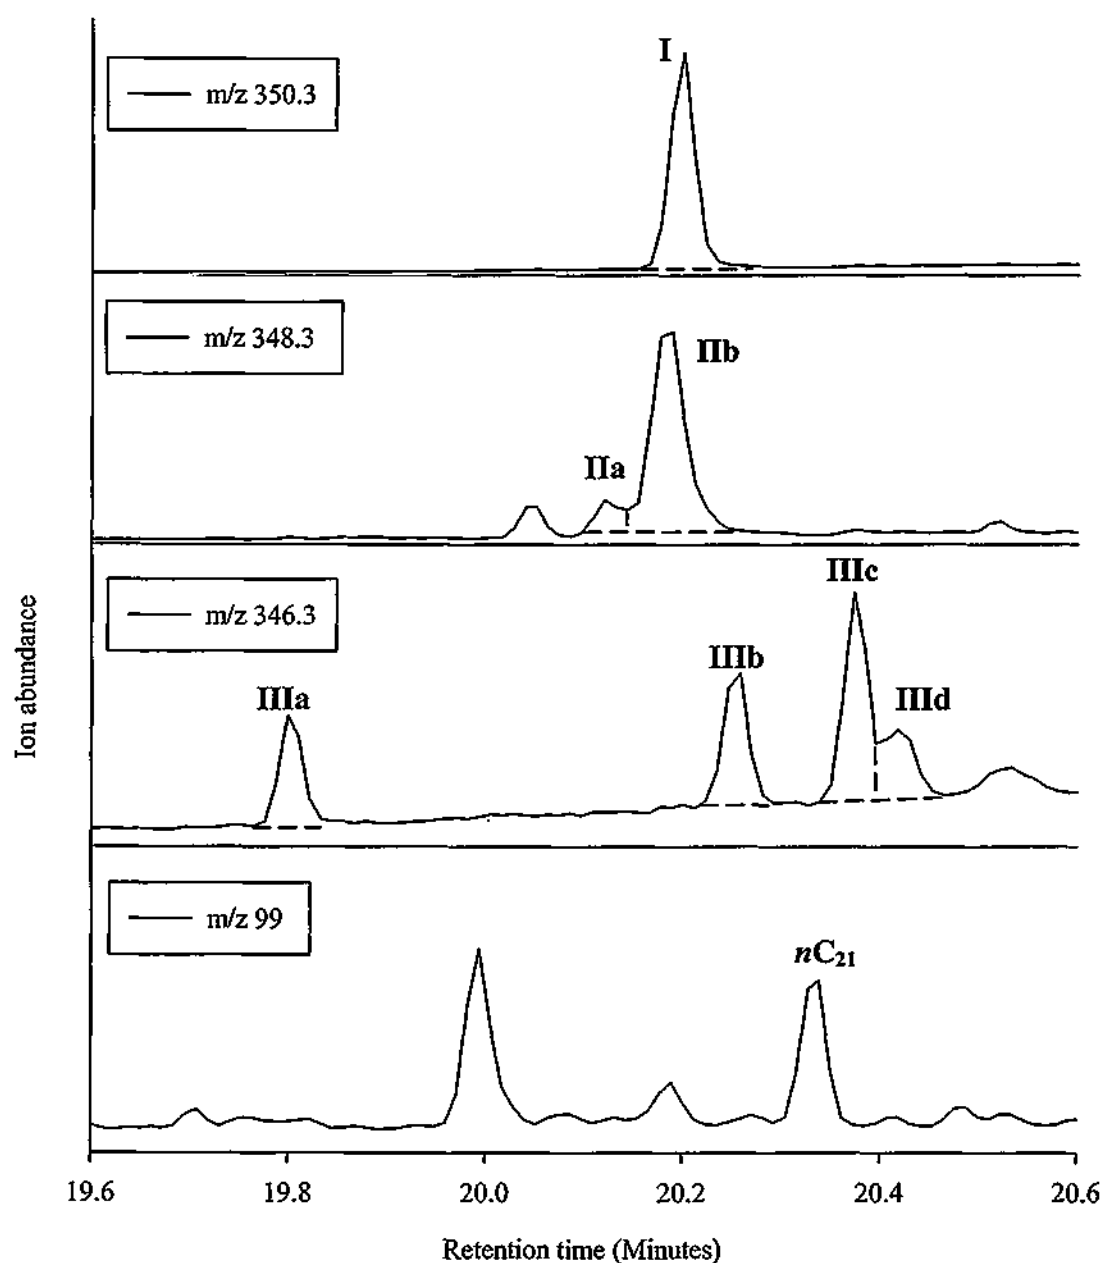 I
m/z 350.3
m/z 348.3
IIb
IIa
IIIc
m/z 346.3
IIIb
IIIa
IIId
Ion abundance
m/z 99
nC₂₁
19.6 19.8 20.0 20.2 20.4 20.6
Retention time (Minutes)